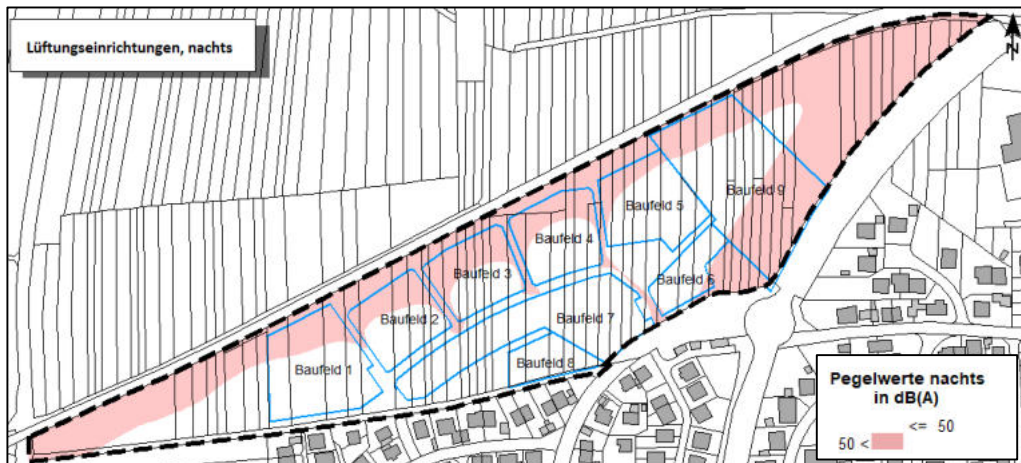 Lüftungseinrichtungen, nachts
N
Baufeld 9
Baufeld 5
Baufeld 4
Baufeld 3
Baufeld 6
Baufeld 2
Baufeld 7
Baufeld 8
Baufeld 1
Pegelwerte nachts
in dB(A)
<= 50
50 <